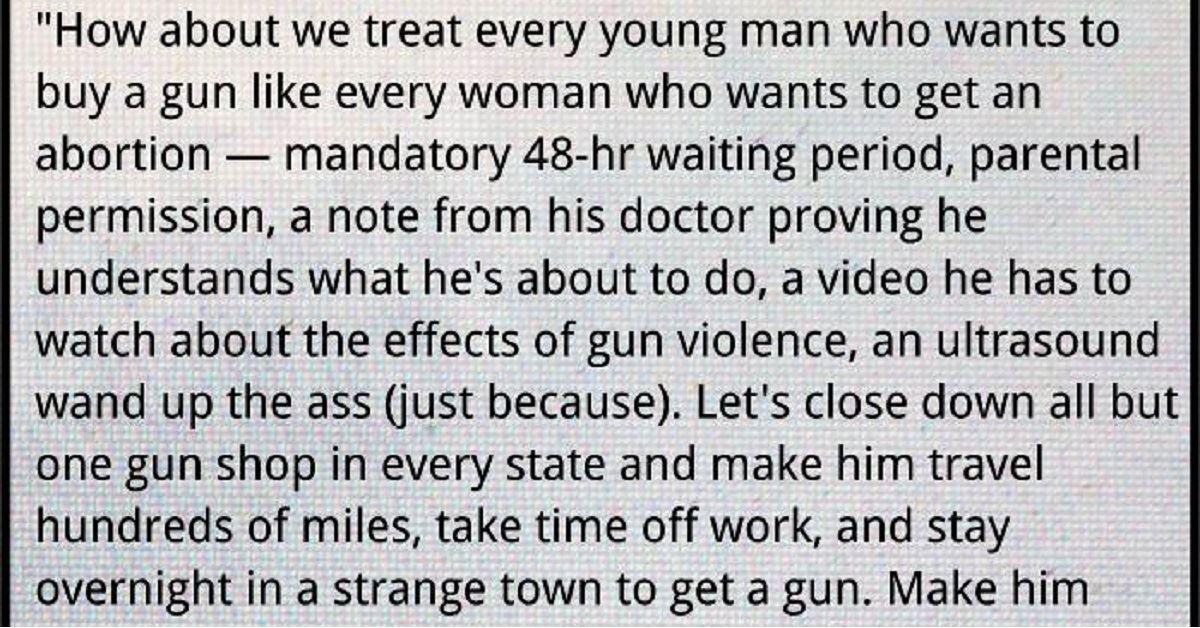 "How about we treat every young man who wants to
buy a gun like every woman who wants to get an
abortion — mandatory 48-hr waiting period, parental
permission, a note from his doctor proving he
understands what he's about to do, a video he has to
watch about the effects of gun violence, an ultrasound
wand up the ass (just because). Let's close down all but
one gun shop in every state and make him travel
hundreds of miles, take time off work, and stay
overnight in a strange town to get a gun. Make him